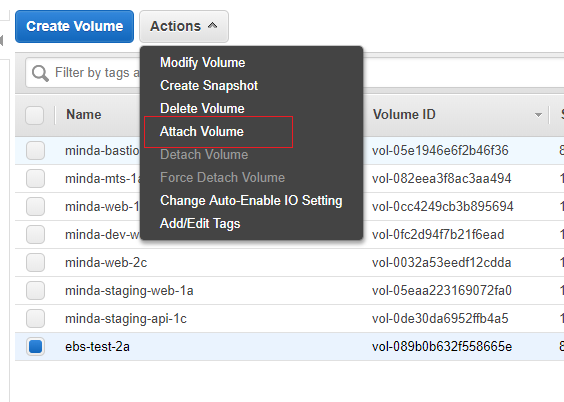 Create Volume Actions
Modify Volume
Filter by tags a
Create Snapshot
Delete Volume
Name Volume ID S
Attach Volume
minda-bastio vol-05e1946e6f2b46f36 8
Detach Volume
minda-mts-1a vol-082eea3f8ac3aa494 1
Force Detach Volume
minda-web-1 vol-0cc4249cb3b895694 1
Change Auto-Enable IO Setting
Add/Edit Tags
minda-dev-w vol-0fc2d94f7b21f6ead 1
minda-web-2c vol-0032a53eedf12cdda 1
minda-staging-web-1a vol-05eaa223169072fa0 1
minda-staging-api-1c vol-0de30da6952ffb4a5 1
ebs-test-2a vol-089b0b632f558665e 8